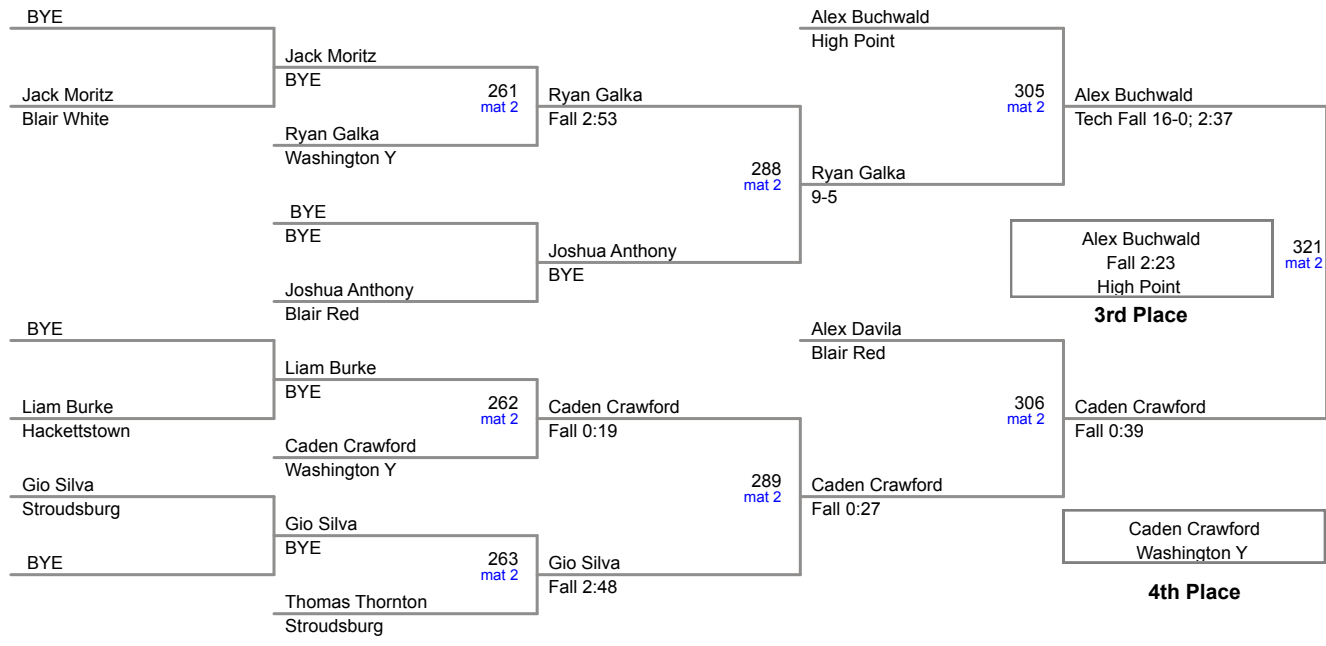 BYE
Jack Moritz
Blair White
Jack Moritz
BYE
Ryan Galka
Washington Y
261
mat 2
Ryan Galka
Fall 2:53
BYE
BYE
Joshua Anthony
Blair Red
Joshua Anthony
BYE
288
mat 2
Ryan Galka
9-5
Alex Buchwald
High Point
305
mat 2
Alex Buchwald
Tech Fall 16-0; 2:37
Alex Buchwald
Fall 2:23
High Point
3rd Place
321
mat 2
BYE
Liam Burke
Hackettstown
Liam Burke
BYE
Caden Crawford
Washington Y
262
mat 2
Caden Crawford
Fall 0:19
Gio Silva
Stroudsburg
BYE
Gio Silva
BYE
Thomas Thornton
Stroudsburg
263
mat 2
Gio Silva
Fall 2:48
289
mat 2
Caden Crawford
Fall 0:27
Alex Davila
Blair Red
306
mat 2
Caden Crawford
Fall 0:39
Caden Crawford
Washington Y
4th Place